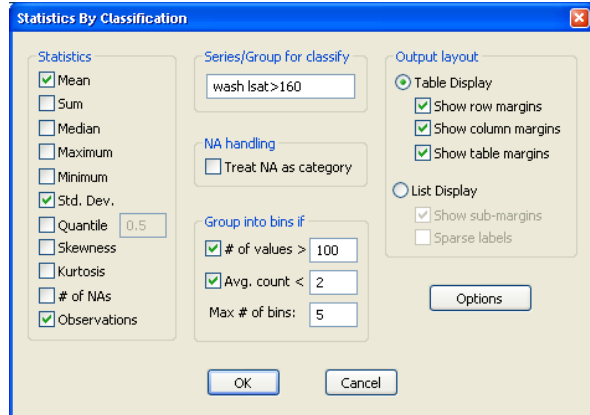 Statistics By Classification
Statistics
Mean
Sum
Median
Maximum
Minimum
Std. Dev.
Quantile 0.5
Skewness
Kurtosis
# of NAs
Observations
Series/Group for classify
wash lsat>160
NA handling
Treat NA as category
Group into bins if
# of values > 100
Avg. count < 2
Max # of bins: 5
Output layout
Table Display
Show row margins
Show column margins
Show table margins
List Display
Show sub-margins
Sparse labels
Options
OK
Cancel